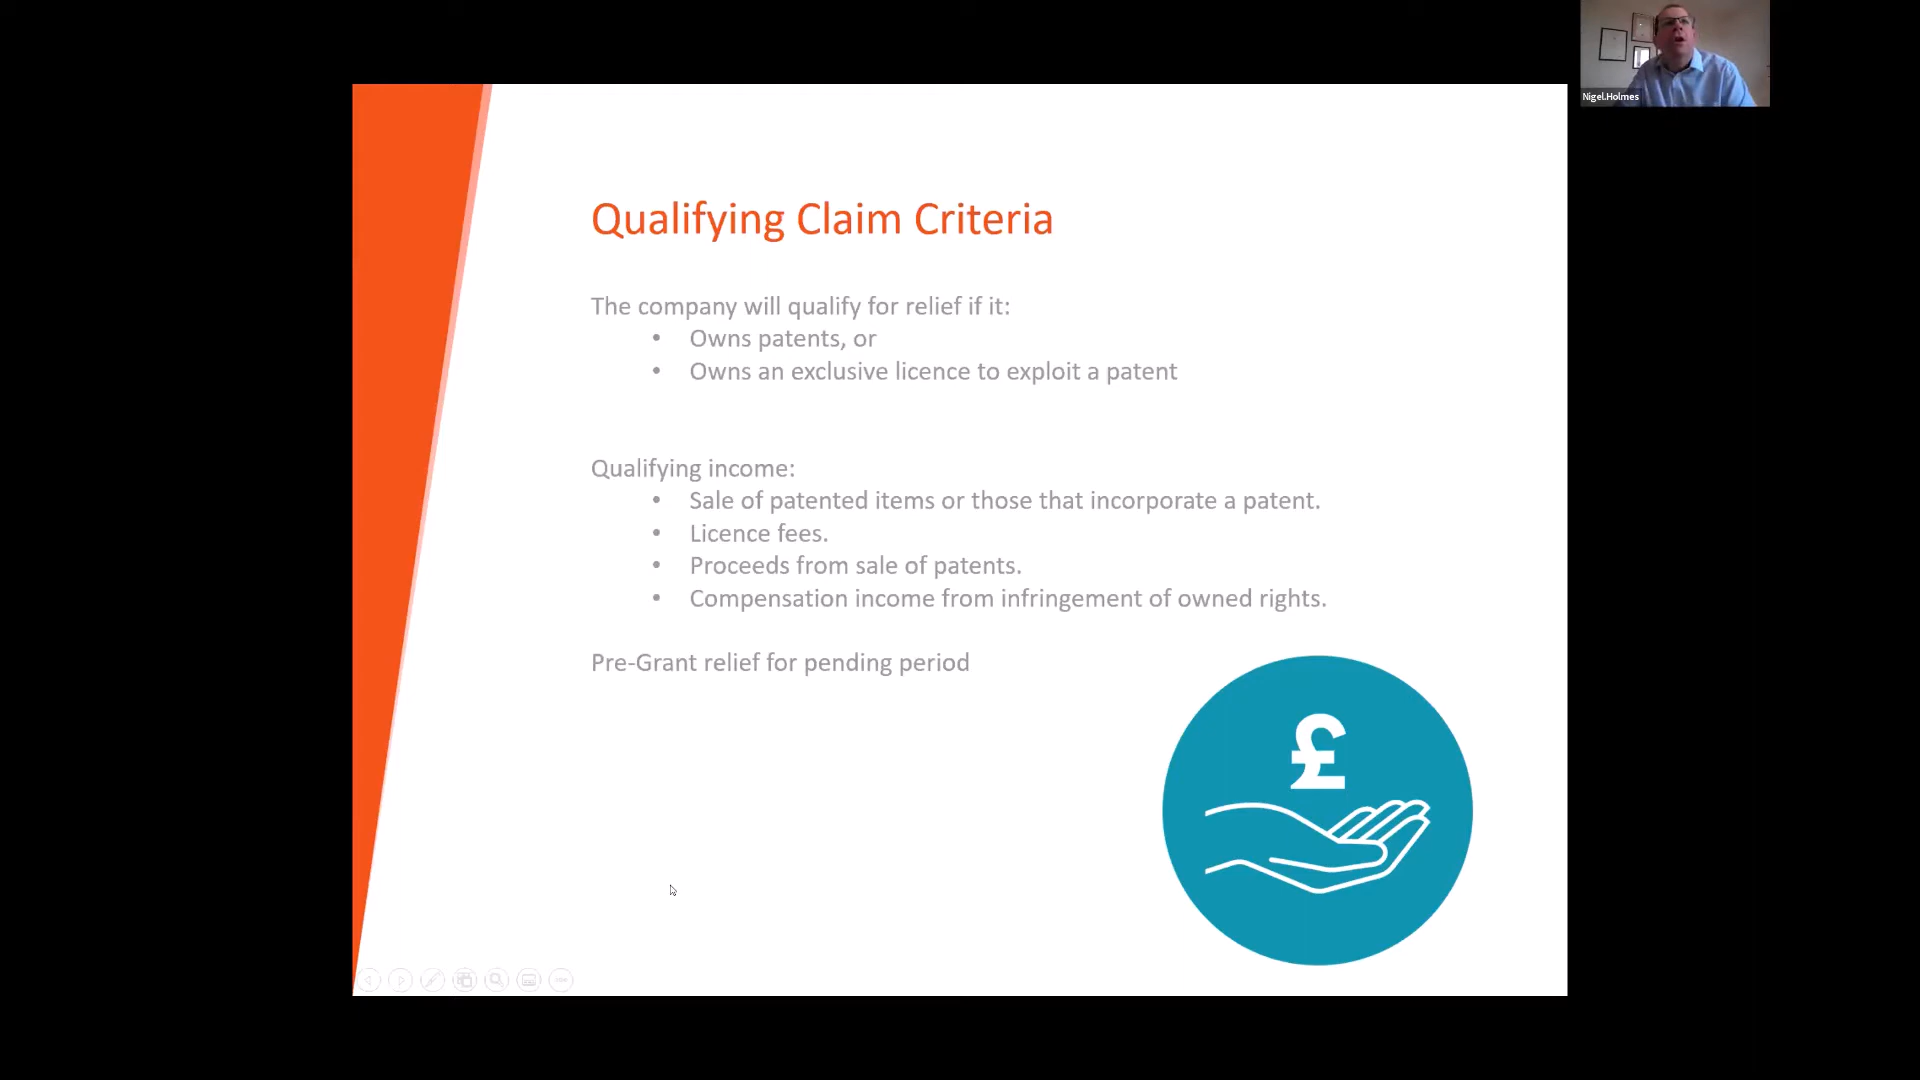 Nigel.Holmes
Qualifying Claim Criteria
The company will qualify for relief if it:
• Owns patents, or
• Owns an exclusive licence to exploit a patent
Qualifying income:
• Sale of patented items or those that incorporate a patent.
• Licence fees.
• Proceeds from sale of patents.
• Compensation income from infringement of owned rights.
Pre-Grant relief for pending period
£